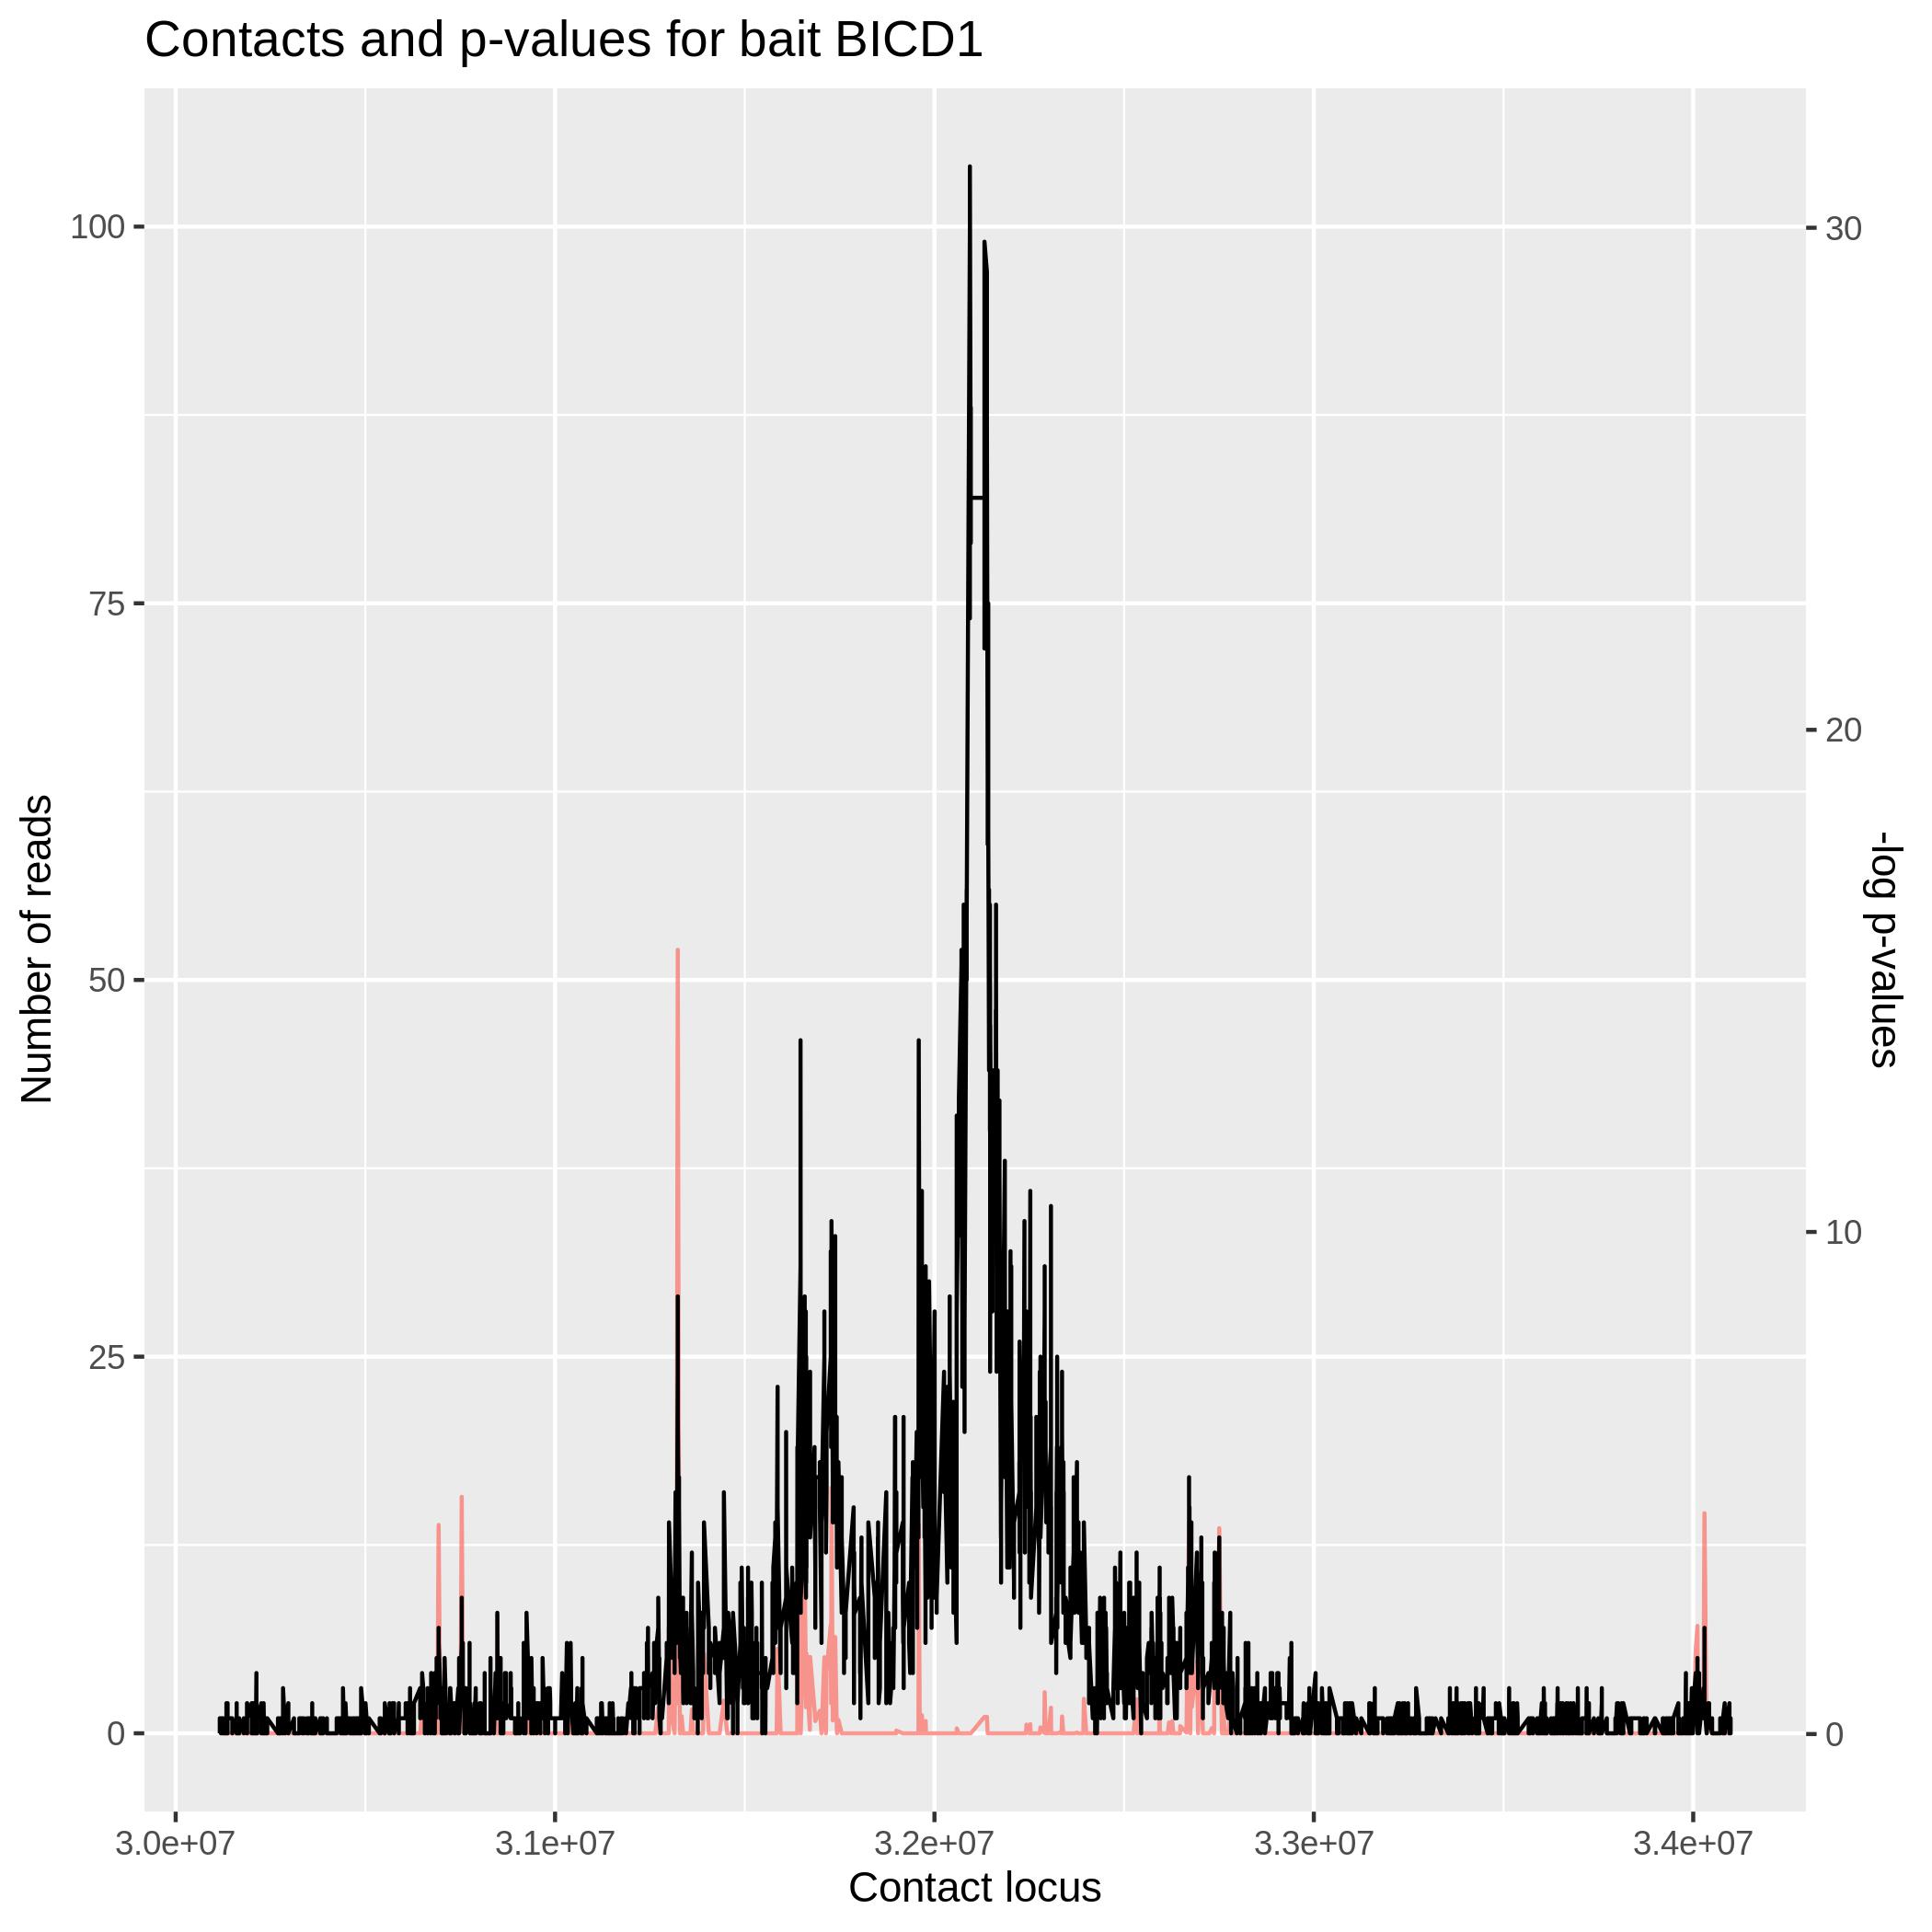 Contacts and p-values for bait BICD1
Number of reads
100
75
50
25
0
30
20
10
0
-log p-values
3.0e+07
3.1e+07
3.2e+07
3.3e+07
3.4e+07
Contact locus